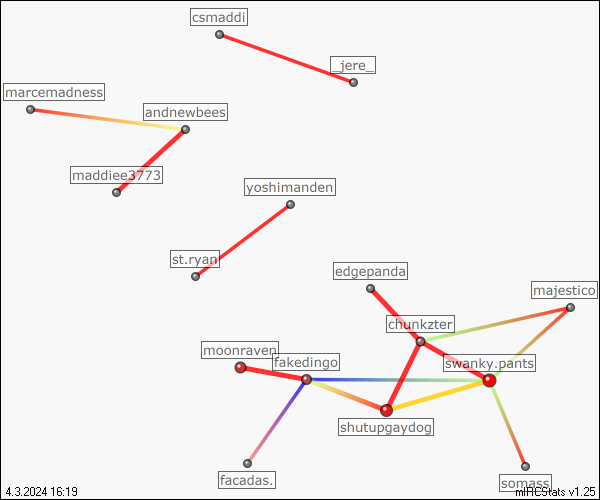 csmaddi
_jere_
marcemadness
andnewbees
maddiee3773
yoshimanden
st.ryan
edgepanda
majestico
chunkzter
moonraven
fakedingo
swanky.pants
shutupgaydog
facadas.
somass
4.3.2024 16:19
mIRCStats v1.25